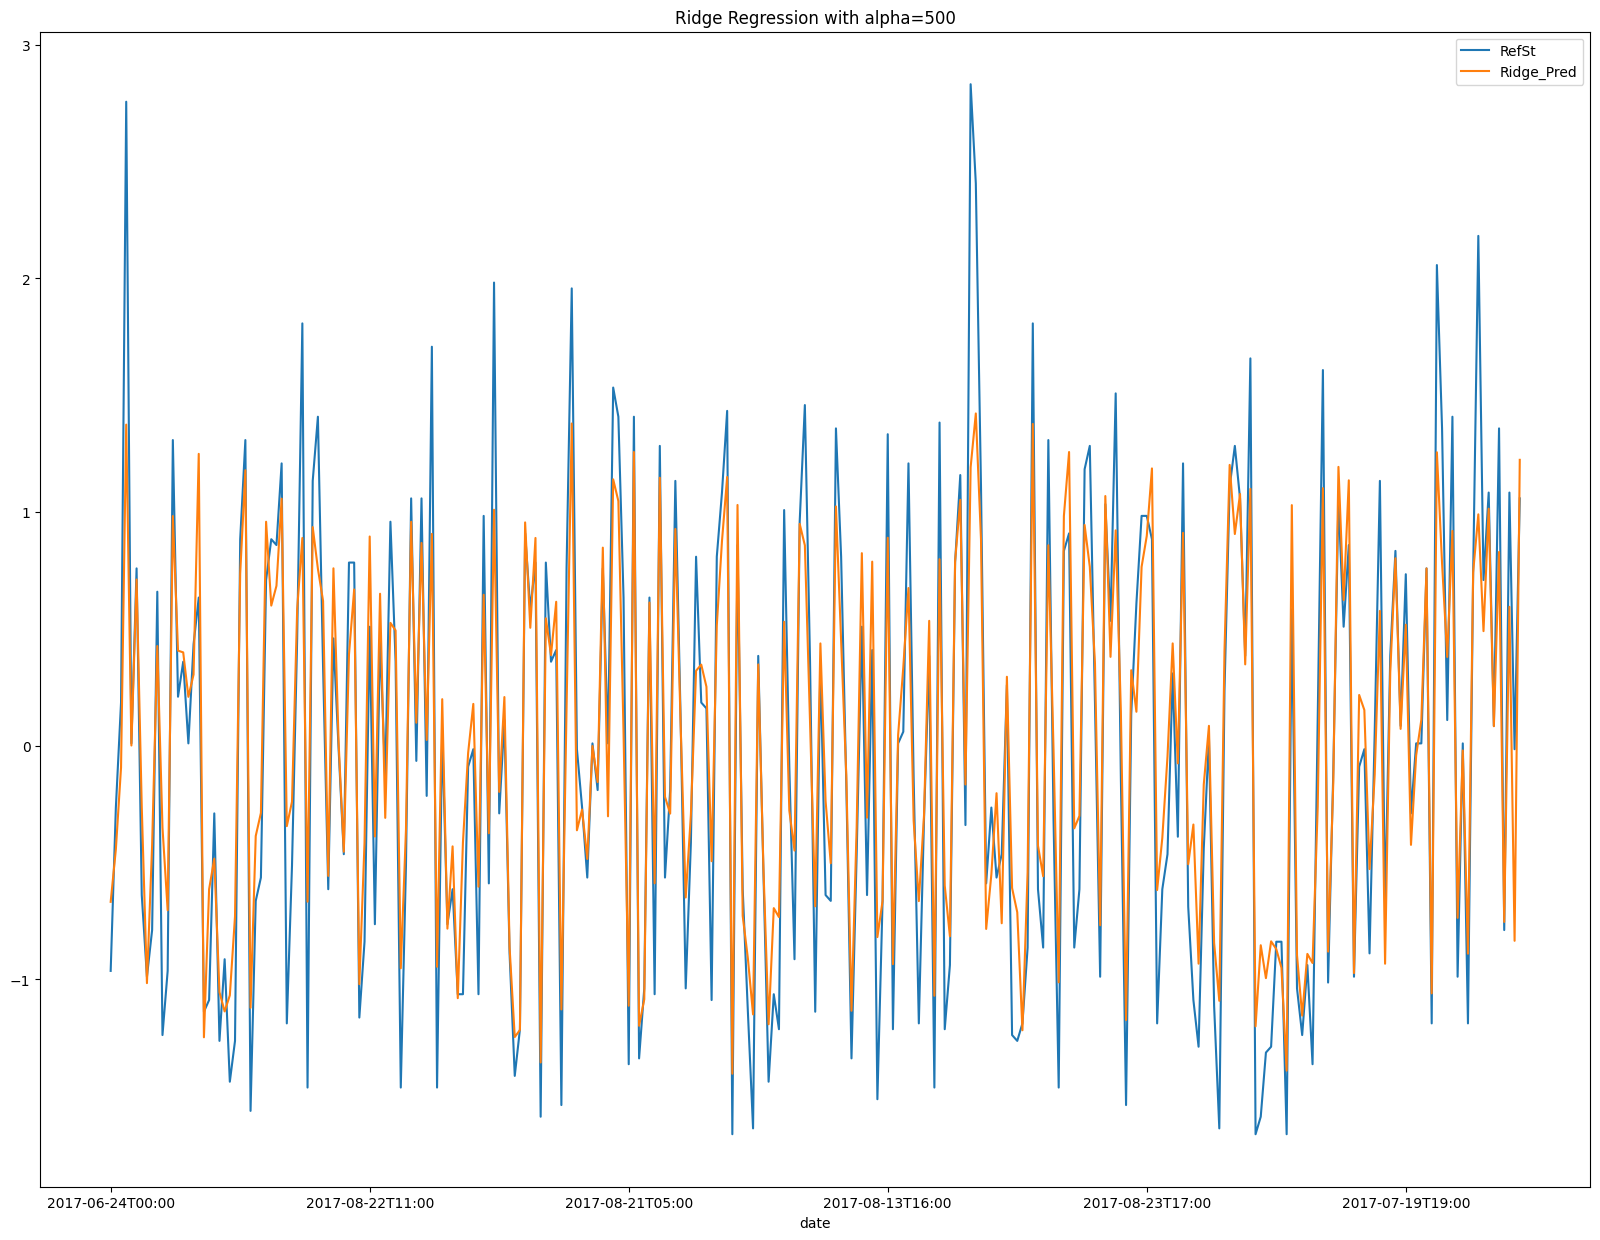 Ridge Regression with alpha=500
RefSt
Ridge_Pred
3
2
1
0
−1
2017-06-24T00:00 2017-08-22T11:00 2017-08-21T05:00 2017-08-13T16:00 2017-08-23T17:00 2017-07-19T19:00
date